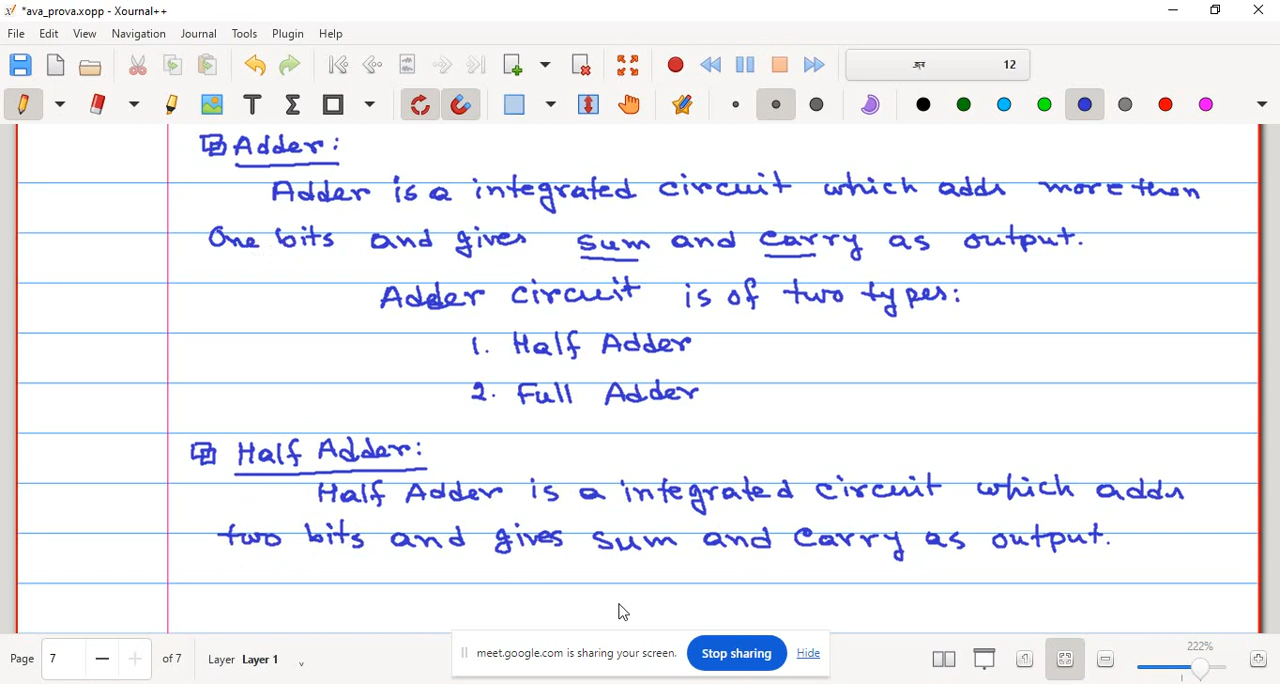 *ava_prova.xopp - Xournal++
File Edit View Navigation Journal Tools Plugin Help
12
Adder:
Adder is a integrated circuit which adds more then
One bits and gives sum and carry as output.
Adder circuit is of two types:
1. Half Adder
2. Full Adder
Half Adder:
Half Adder is a integrated circuit which adds
two bits and gives sum and carry as output.
Page 7 of 7 Layer Layer 1
meet.google.com is sharing your screen. Stop sharing Hide
222%